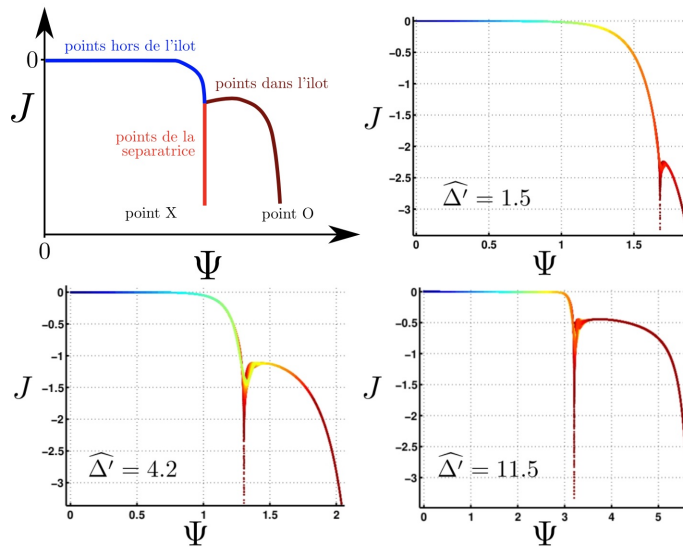 points hors de l'ilot
0
points dans l'ilot
J
points de la
separatrice
point X
point O
0
Ψ
0
-0.5
-1
-1.5
J
-2
-2.5
-3
Δ̂′ = 1.5
0
0.5
1
1.5
Ψ
0
-0.5
-1
J
-1.5
-2
-2.5
-3
Δ̂′ = 4.2
0
0.5
1
1.5
2
Ψ
0
-0.5
-1
J
-1.5
-2
-2.5
-3
Δ̂′ = 11.5
0
1
2
3
4
5
Ψ